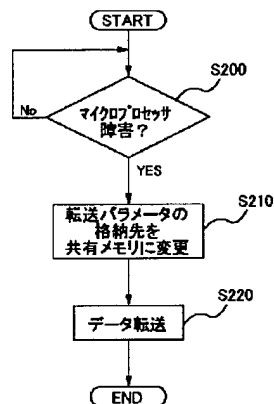 START
S200
マイクロプロセッサ
障害？
No
YES
S210
転送パラメータの
格納先を
共有メモリに変更
S220
データ転送
END